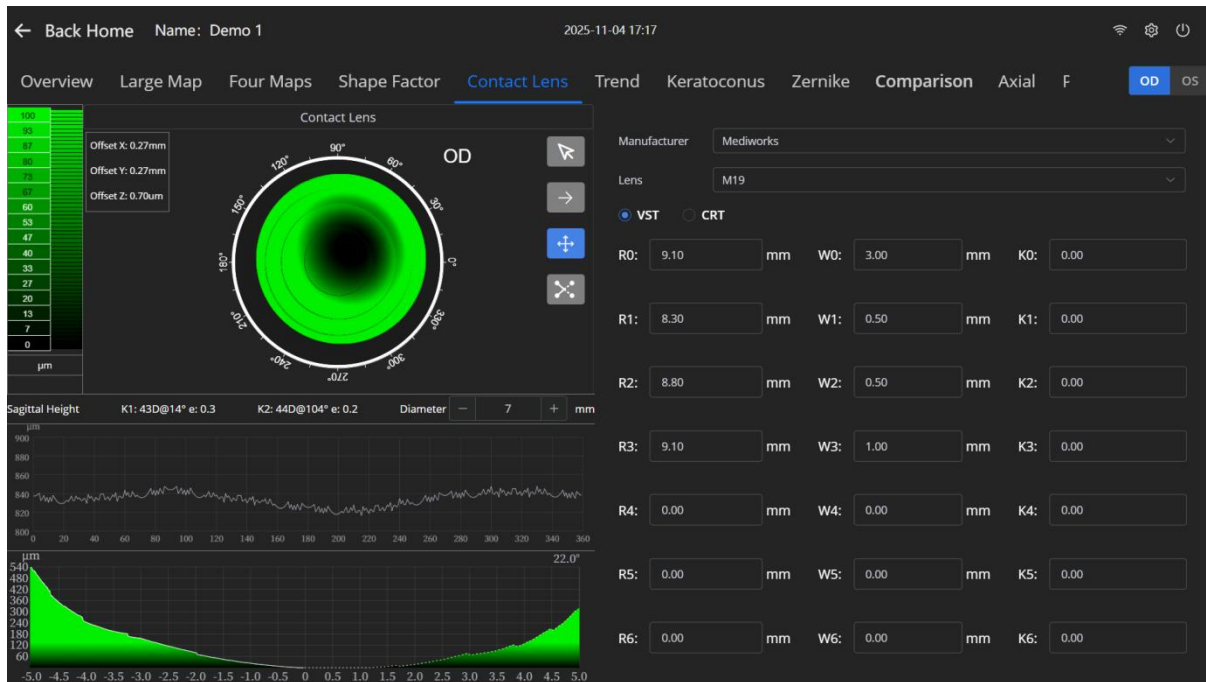 ← Back Home Name: Demo 1 2025-11-04 17:17
Overview Large Map Four Maps Shape Factor Contact Lens Trend Keratoconus Zernike Comparison Axial F OD OS
Contact Lens
100
93
87
80
73
67
60
53
47
40
33
27
20
13
7
0
μm
Offset X: 0.27mm
Offset Y: 0.27mm
Offset Z: 0.70um
OD
90°
60°
30°
0°
330°
300°
270°
240°
210°
180°
150°
120°
Sagittal Height K1: 43D@14° e: 0.3 K2: 44D@104° e: 0.2 Diameter − 7 + mm
μm
900
880
860
840
820
800
0 20 40 60 80 100 120 140 160 180 200 220 240 260 280 300 320 340 360
μm 22.0°
540
480
420
360
300
240
180
120
60
-5.0 -4.5 -4.0 -3.5 -3.0 -2.5 -2.0 -1.5 -1.0 -0.5 0 0.5 1.0 1.5 2.0 2.5 3.0 3.5 4.0 4.5 5.0
Manufacturer Mediworks
Lens M19
VST CRT
R0: 9.10 mm W0: 3.00 mm K0: 0.00
R1: 8.30 mm W1: 0.50 mm K1: 0.00
R2: 8.80 mm W2: 0.50 mm K2: 0.00
R3: 9.10 mm W3: 1.00 mm K3: 0.00
R4: 0.00 mm W4: 0.00 mm K4: 0.00
R5: 0.00 mm W5: 0.00 mm K5: 0.00
R6: 0.00 mm W6: 0.00 mm K6: 0.00